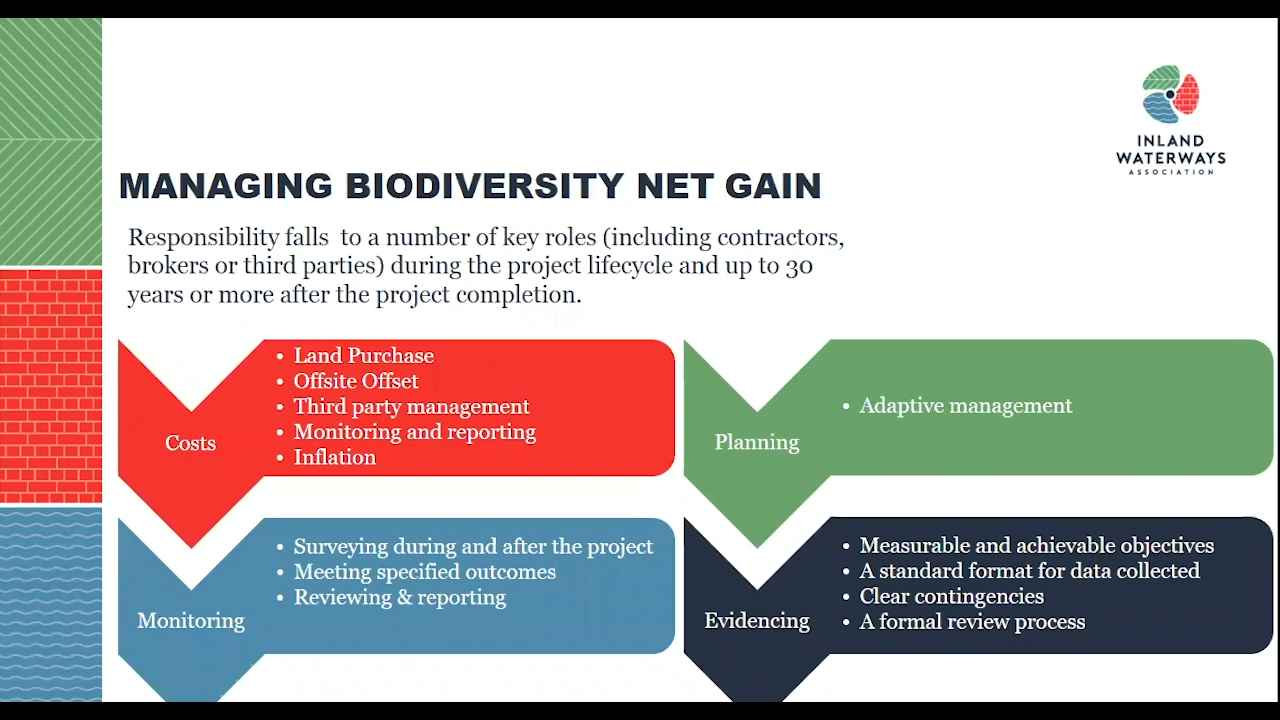 INLAND
WATERWAYS
ASSOCIATION
MANAGING BIODIVERSITY NET GAIN
Responsibility falls  to a number of key roles (including contractors,
brokers or third parties) during the project lifecycle and up to 30
years or more after the project completion.
Costs
• Land Purchase
• Offsite Offset
• Third party management
• Monitoring and reporting
• Inflation
Planning
• Adaptive management
Monitoring
• Surveying during and after the project
• Meeting specified outcomes
• Reviewing & reporting
Evidencing
• Measurable and achievable objectives
• A standard format for data collected
• Clear contingencies
• A formal review process